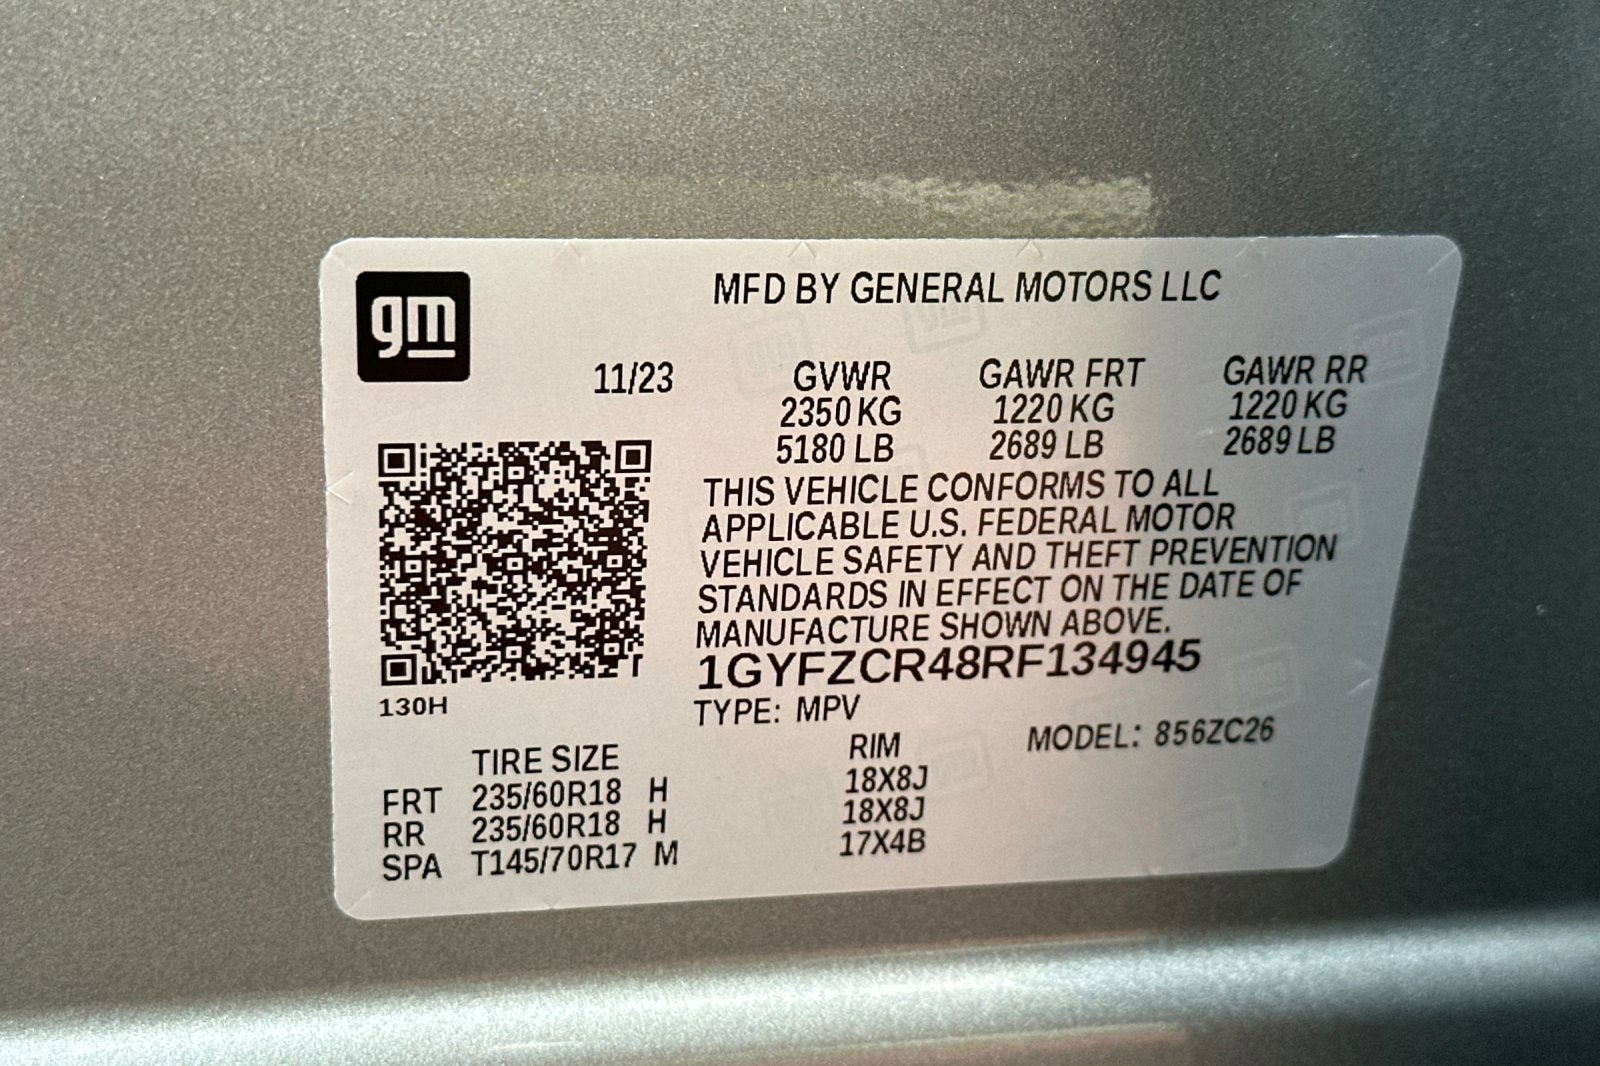 gm
MFD BY GENERAL MOTORS LLC
11/23 GVWR GAWR FRT GAWR RR
2350 KG 1220 KG 1220 KG
5180 LB 2689 LB 2689 LB
THIS VEHICLE CONFORMS TO ALL
APPLICABLE U.S. FEDERAL MOTOR
VEHICLE SAFETY AND THEFT PREVENTION
STANDARDS IN EFFECT ON THE DATE OF
MANUFACTURE SHOWN ABOVE.
1GYFZCR48RF134945
130H
TYPE: MPV MODEL: 856ZC26
TIRE SIZE RIM
FRT 235/60R18 H 18X8J
RR 235/60R18 H 18X8J
SPA T145/70R17 M 17X4B